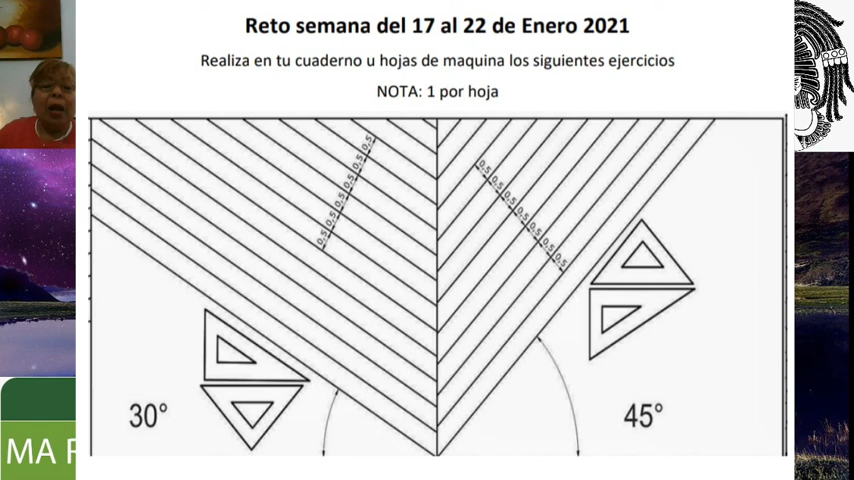 Reto semana del 17 al 22 de Enero 2021
Realiza en tu cuaderno u hojas de maquina los siguientes ejercicios
NOTA: 1 por hoja
0,5 0,5 0,5 0,5 0,5 0,5
0,5 0,5 0,5 0,5 0,5 0,5 0,5 0,5
30°
45°
MA F